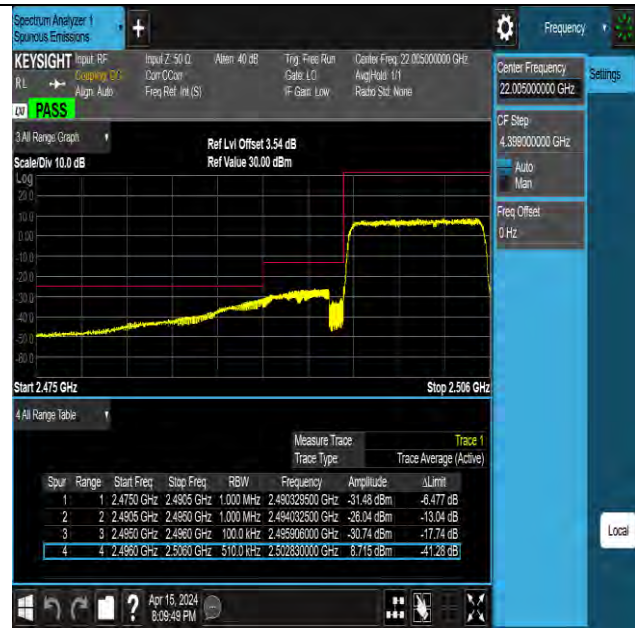 Spectrum Analyzer 1
Spurious Emissions
Frequency
KEYSIGHT Input: RF Input Z: 50 Ω Atten: 40 dB Trig: Free Run Center Freq: 22.005000000 GHz
RL Coupling: DC Corr CCorr Gate: LO Avg|Hold: 1/1
Align: Auto Freq Ref: Int (S) IF Gain: Low Radio Std: None
LXI PASS
Center Frequency
22.005000000 GHz
Settings
CF Step
4.399000000 GHz
Auto
Man
Freq Offset
0 Hz
3 All Range Graph
Ref Lvl Offset 3.54 dB
Scale/Div 10.0 dB Ref Value 30.00 dBm
Log
20.0
10.0
0.00
-10.0
-20.0
-30.0
-40.0
-50.0
-60.0
Start 2.475 GHz Stop 2.506 GHz
4 All Range Table
Measure Trace Trace 1
Trace Type Trace Average (Active)
Spur Range Start Freq Stop Freq RBW Frequency Amplitude ΔLimit
1 1 2.4750 GHz 2.4905 GHz 1.000 MHz 2.490329500 GHz -31.48 dBm -6.477 dB
2 2 2.4905 GHz 2.4950 GHz 1.000 MHz 2.494032500 GHz -26.04 dBm -13.04 dB
3 3 2.4950 GHz 2.4960 GHz 100.0 kHz 2.495906000 GHz -30.74 dBm -17.74 dB
4 4 2.4960 GHz 2.5060 GHz 510.0 kHz 2.502830000 GHz 8.715 dBm -41.28 dB
Local
?
Apr 15, 2024
8:09:49 PM